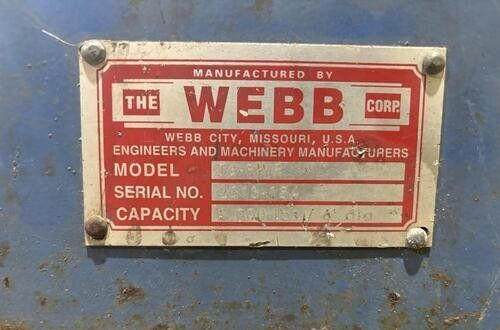 MANUFACTURED BY
THE WEBB CORP.
WEBB CITY, MISSOURI, U.S.A.
ENGINEERS AND MACHINERY MANUFACTURERS
MODEL
SERIAL NO.
CAPACITY